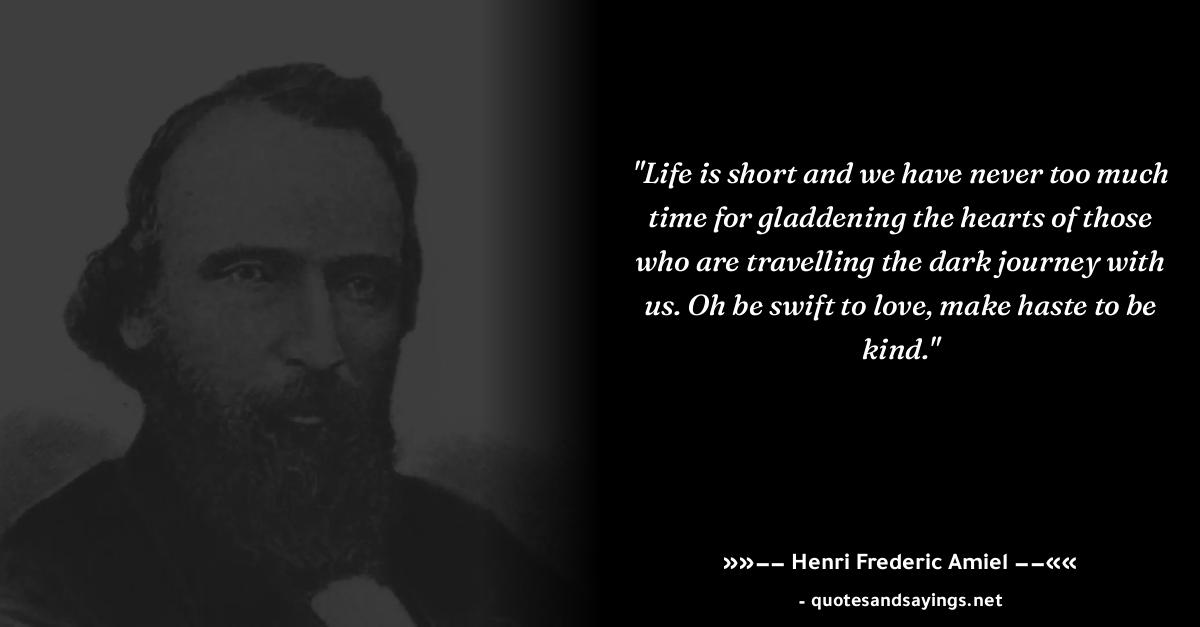 "Life is short and we have never too much
time for gladdening the hearts of those
who are travelling the dark journey with
us. Oh be swift to love, make haste to be
kind."
»»−− Henri Frederic Amiel −−««
- quotesandsayings.net